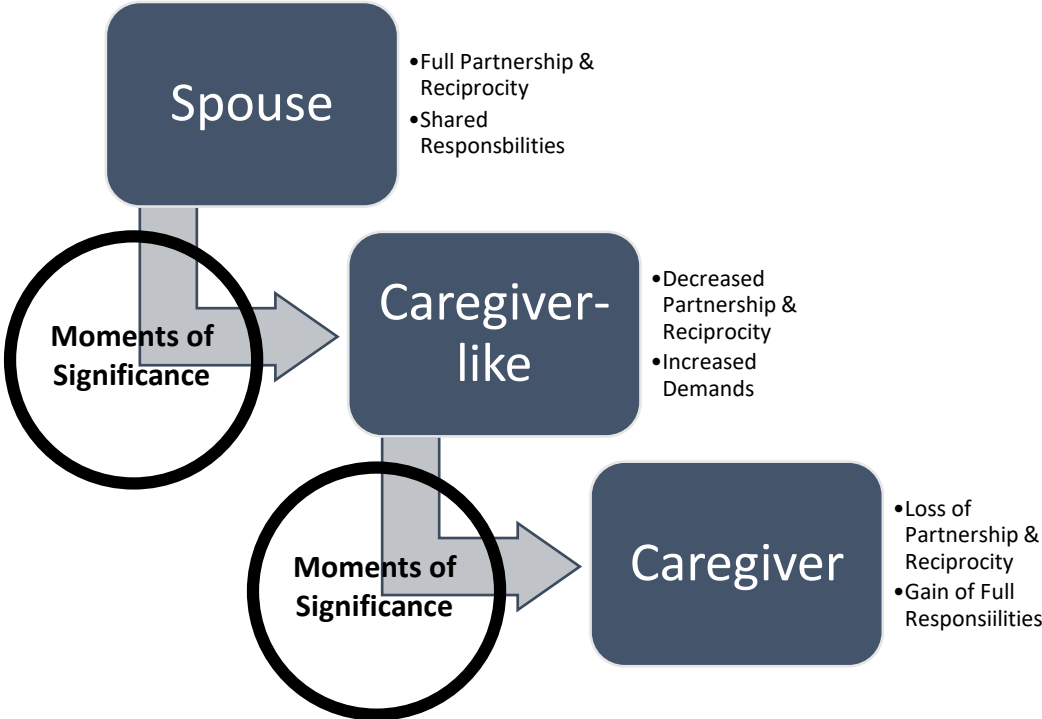 Spouse
•Full Partnership &
Reciprocity
•Shared
Responsbilities
Moments of
Significance
Caregiver-
like
•Decreased
Partnership &
Reciprocity
•Increased
Demands
Moments of
Significance
Caregiver
•Loss of
Partnership &
Reciprocity
•Gain of Full
Responsiilities